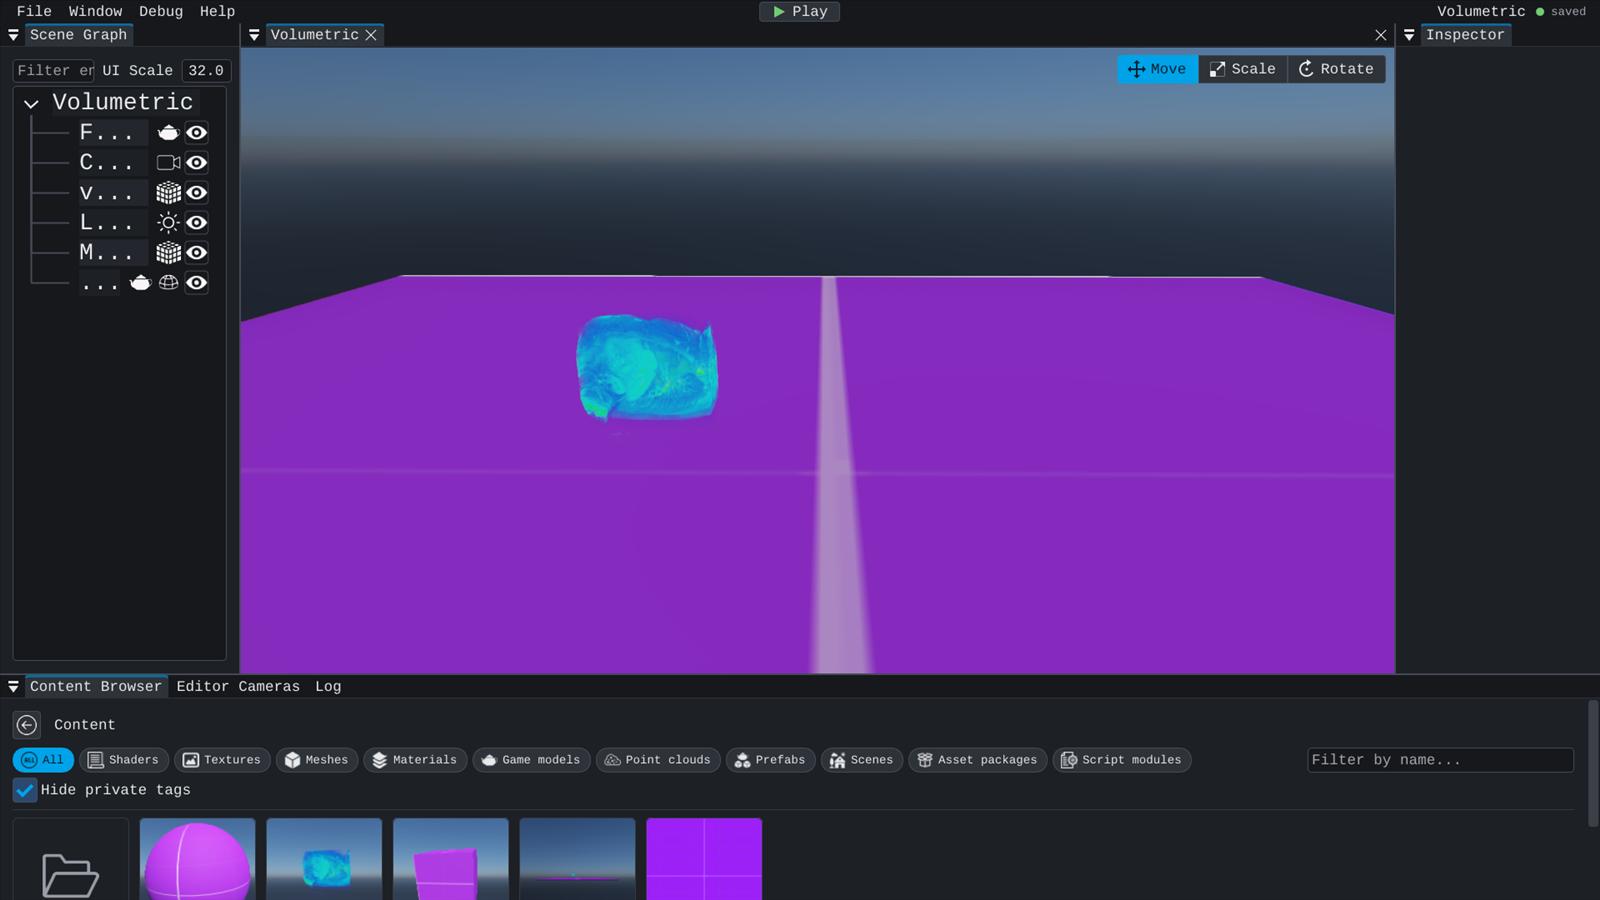 File Window Debug Help
Play
Volumetric saved
Scene Graph
Volumetric
Inspector
Filter er UI Scale 32.0
Move Scale Rotate
Volumetric
F...
C...
v...
L...
M...
...
Content Browser Editor Cameras Log
Content
All Shaders Textures Meshes Materials Game models Point clouds Prefabs Scenes Asset packages Script modules
Filter by name...
Hide private tags